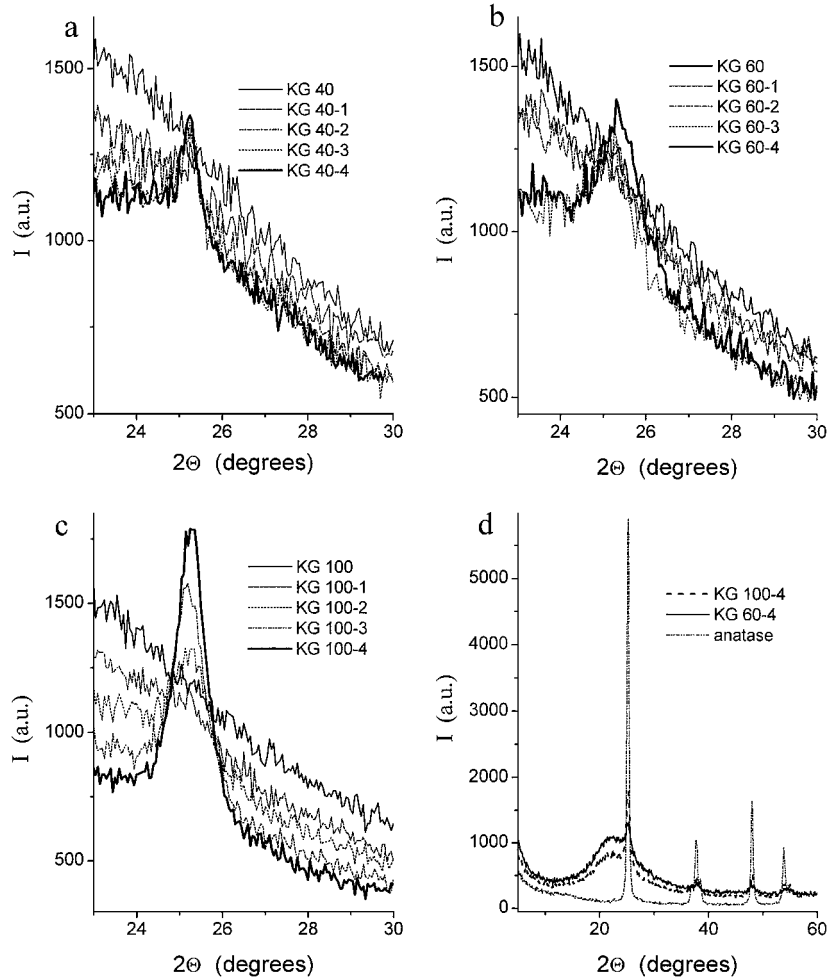 a
KG 40
KG 40-1
KG 40-2
KG 40-3
KG 40-4
1500
1000
500
I (a.u.)
24 26 28 30
2Θ (degrees)
b
KG 60
KG 60-1
KG 60-2
KG 60-3
KG 60-4
1500
1000
500
I (a.u.)
24 26 28 30
2Θ (degrees)
c
KG 100
KG 100-1
KG 100-2
KG 100-3
KG 100-4
1500
1000
500
I (a.u.)
24 26 28 30
2Θ (degrees)
d
KG 100-4
KG 60-4
anatase
5000
4000
3000
2000
1000
0
I (a.u.)
20 40 60
2Θ (degrees)